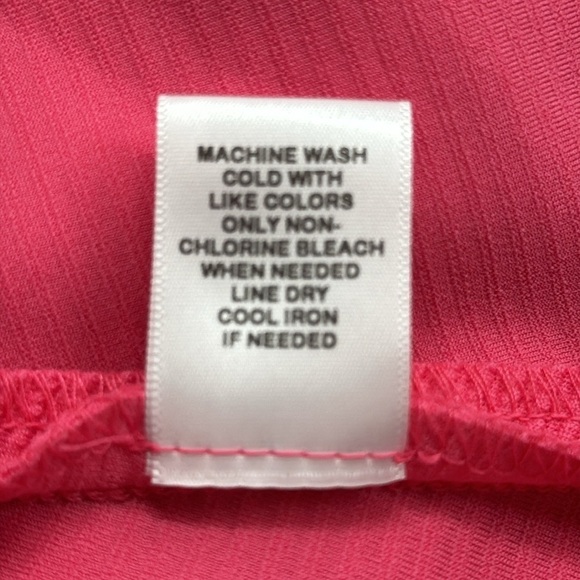 MACHINE WASH
COLD WITH
LIKE COLORS
ONLY NON-
CHLORINE BLEACH
WHEN NEEDED
LINE DRY
COOL IRON
IF NEEDED